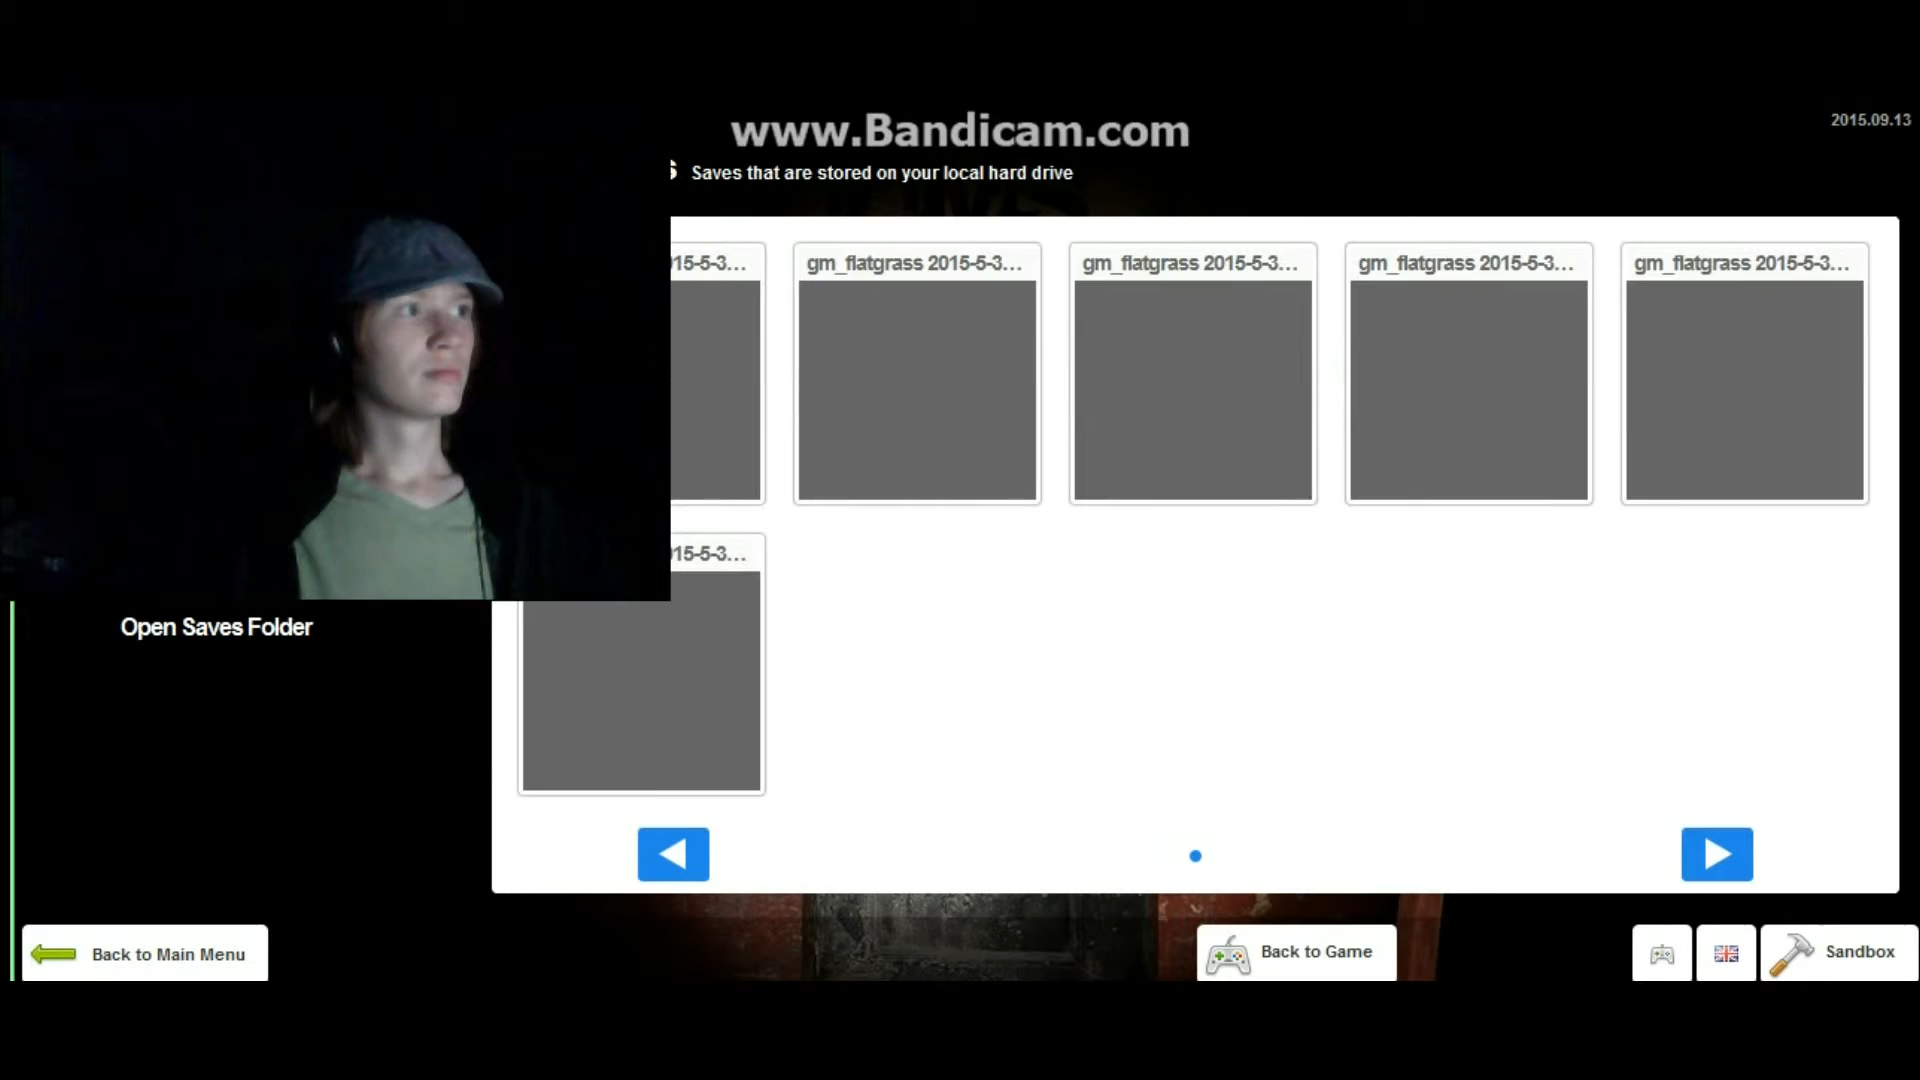 www.Bandicam.com
2015.09.13
s Saves that are stored on your local hard drive
15-5-3...
gm_flatgrass 2015-5-3...
gm_flatgrass 2015-5-3...
gm_flatgrass 2015-5-3...
gm_flatgrass 2015-5-3...
15-5-3...
Open Saves Folder
Back to Main Menu
Back to Game
Sandbox